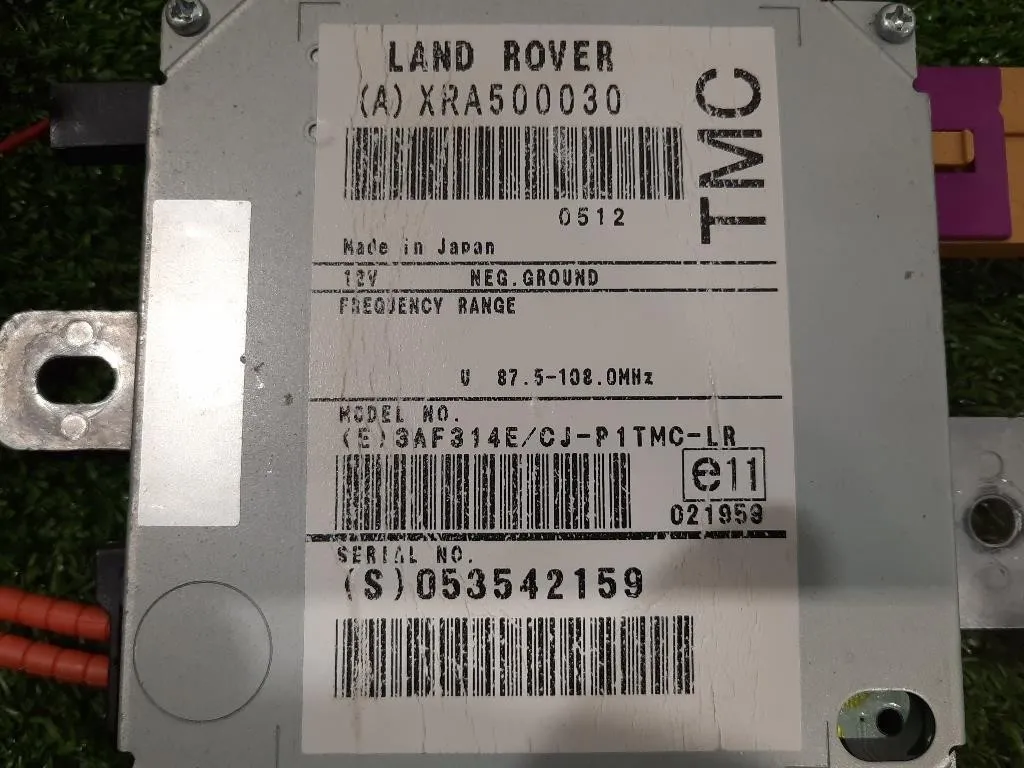 LAND ROVER
(A) XRA500030
TMC
0512
Made in Japan
12V NEG.GROUND
FREQUENCY RANGE
U 87.5-108.0MHz
MODEL NO.
(E)3AF314E/CJ-P1TMC-LR
e11
021959
SERIAL NO.
(S)053542159